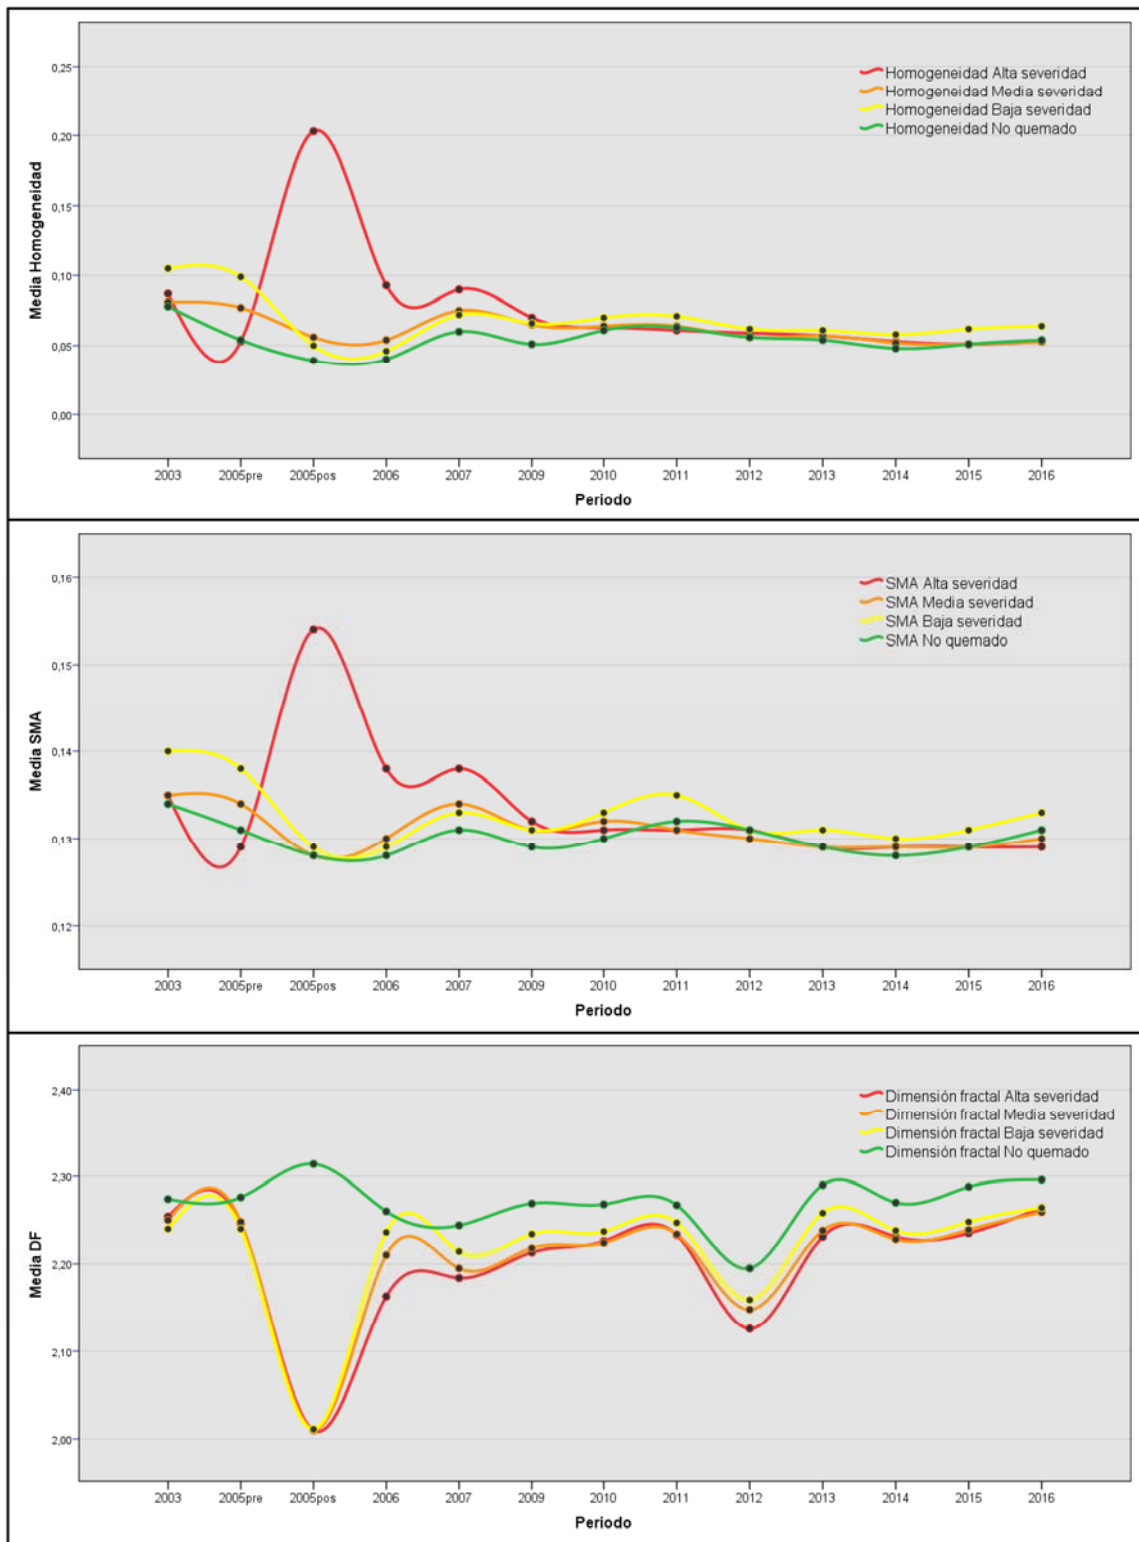 Media Homogeneidad
0,25
0,20
0,15
0,10
0,05
0,00
Homogeneidad Alta severidad
Homogeneidad Media severidad
Homogeneidad Baja severidad
Homogeneidad No quemado
2003 2005pre 2005pos 2006 2007 2009 2010 2011 2012 2013 2014 2015 2016
Periodo
Media SMA
0,16
0,15
0,14
0,13
0,12
SMA Alta severidad
SMA Media severidad
SMA Baja severidad
SMA No quemado
2003 2005pre 2005pos 2006 2007 2009 2010 2011 2012 2013 2014 2015 2016
Periodo
Media DF
2,40
2,30
2,20
2,10
2,00
Dimensión fractal Alta severidad
Dimensión fractal Media severidad
Dimensión fractal Baja severidad
Dimensión fractal No quemado
2003 2005pre 2005pos 2006 2007 2009 2010 2011 2012 2013 2014 2015 2016
Periodo